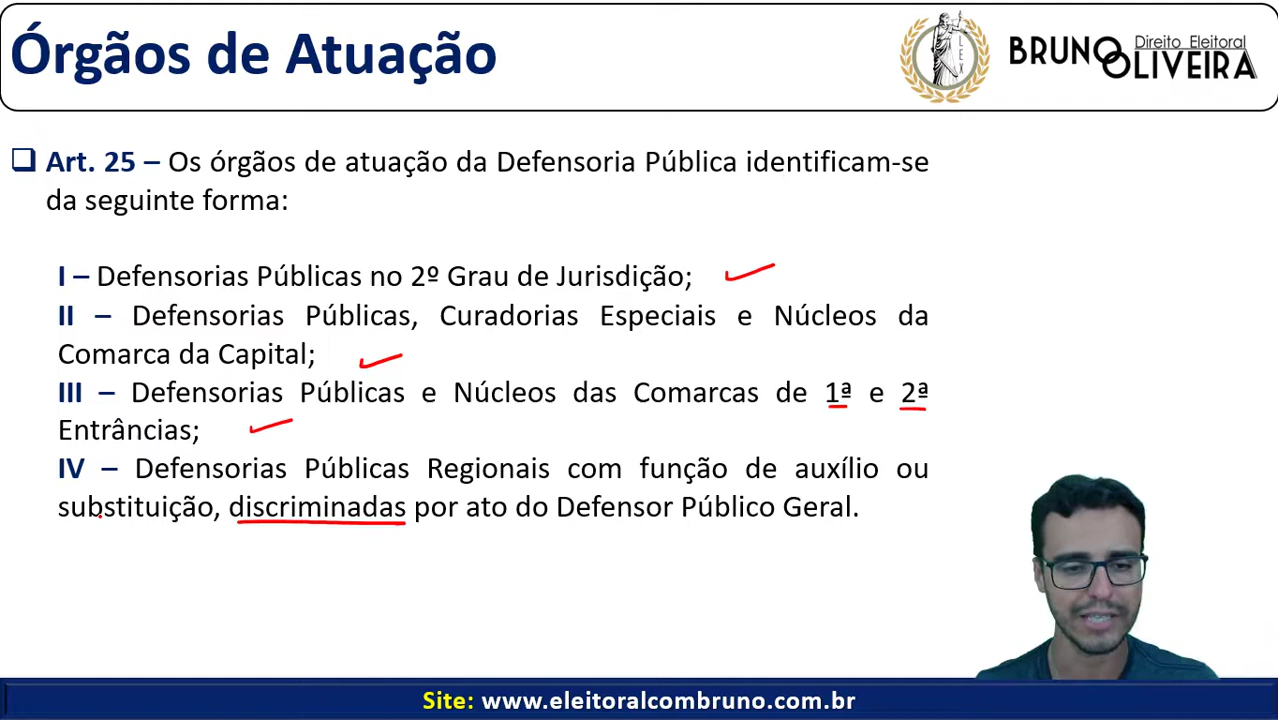 Órgãos de Atuação
LEX
BRUNO
Direito Eleitoral
OLIVEIRA
Art. 25 – Os órgãos de atuação da Defensoria Pública identificam-se
da seguinte forma:
I – Defensorias Públicas no 2º Grau de Jurisdição;
II – Defensorias Públicas, Curadorias Especiais e Núcleos da
Comarca da Capital;
III – Defensorias Públicas e Núcleos das Comarcas de 1ª e 2ª
Entrâncias;
IV – Defensorias Públicas Regionais com função de auxílio ou
substituição, discriminadas por ato do Defensor Público Geral.
Site: www.eleitoralcombruno.com.br